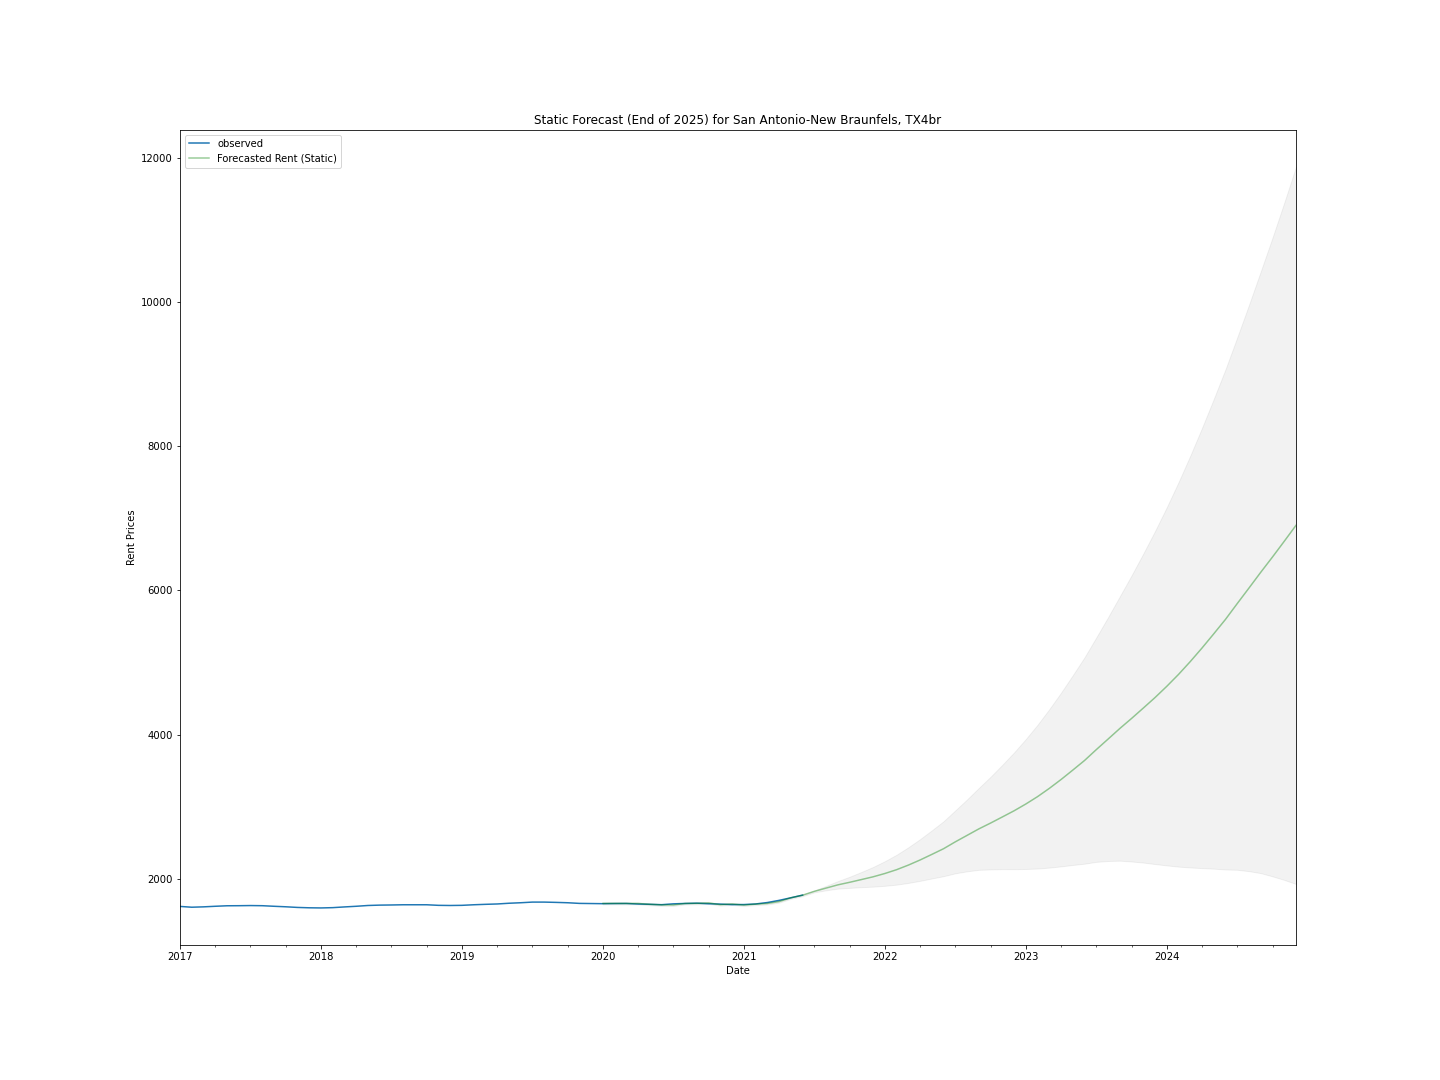 Static Forecast (End of 2025) for San Antonio-New Braunfels, TX4br
observed
Forecasted Rent (Static)
12000
10000
8000
6000
4000
2000
Rent Prices
2017 2018 2019 2020 2021 2022 2023 2024
Date